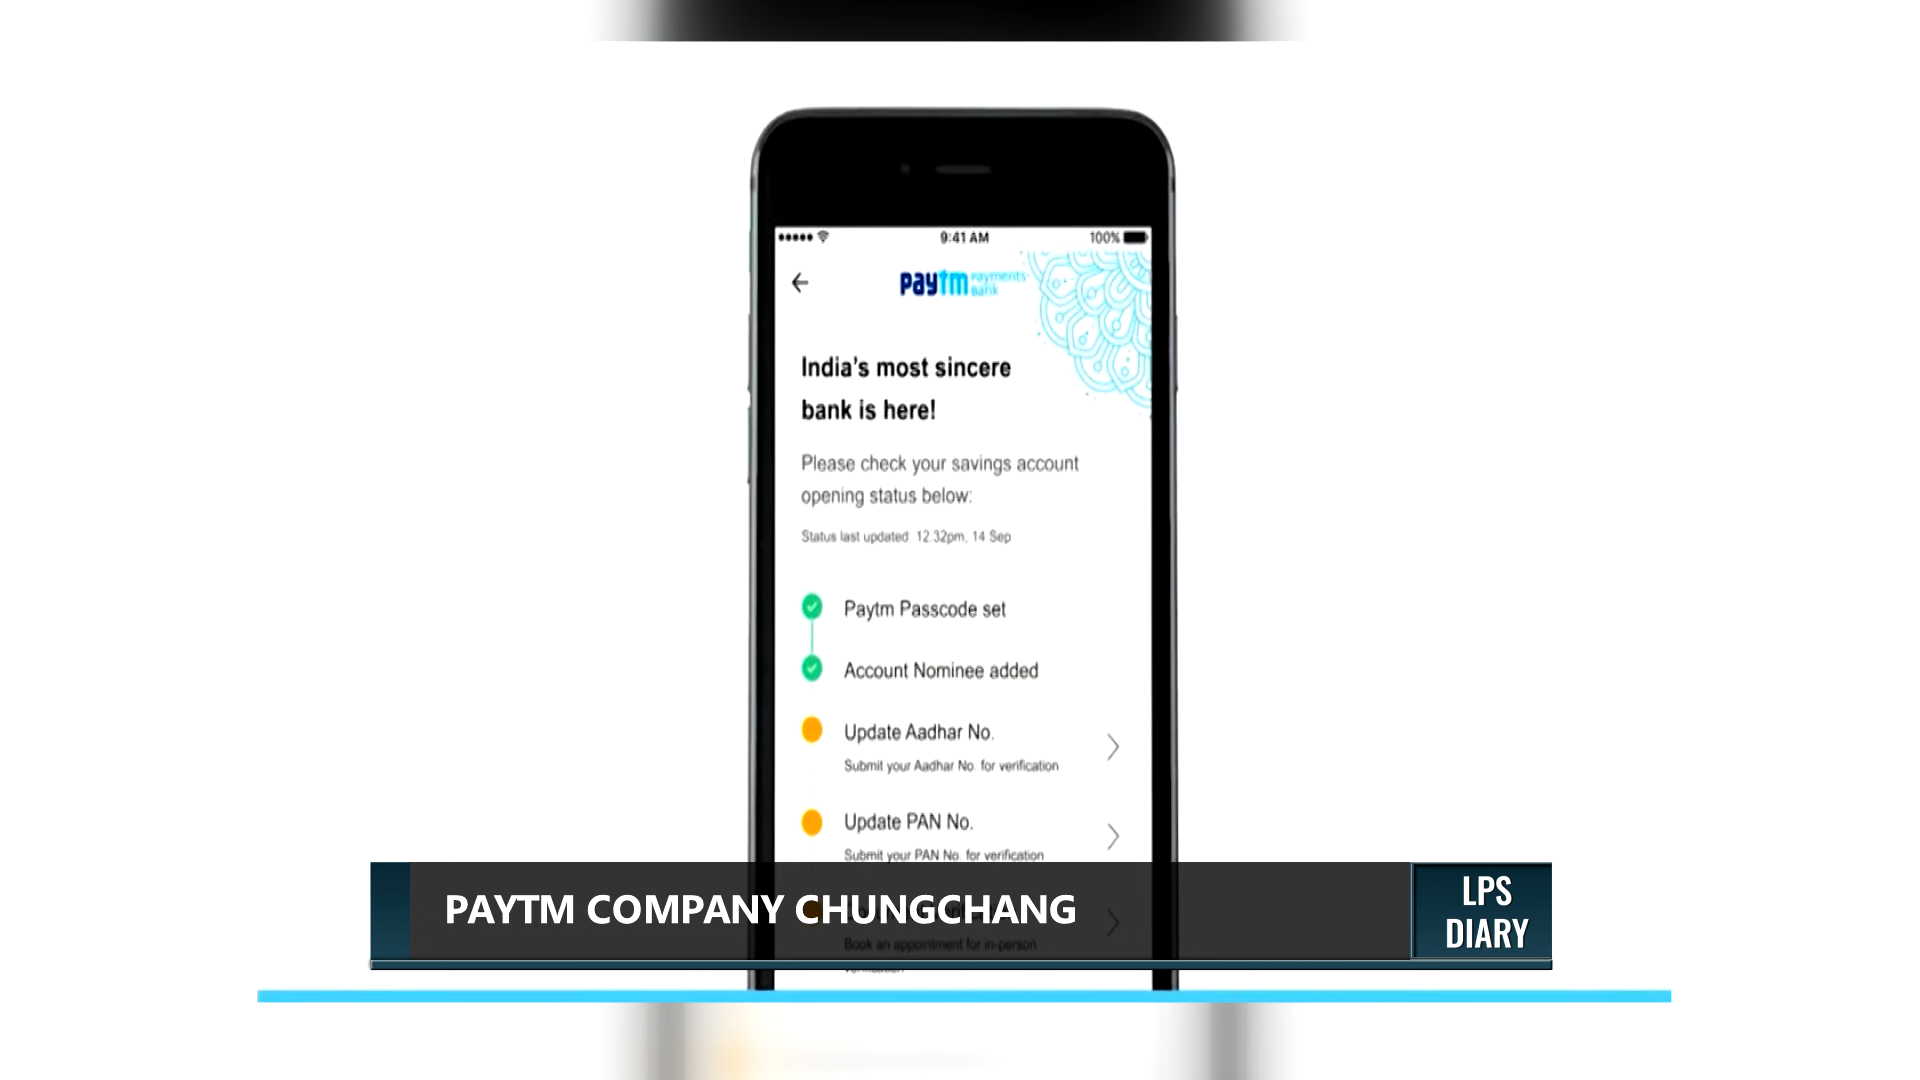 9:41 AM
100%
paytm payments bank
India's most sincere
bank is here!
Please check your savings account
opening status below:
Status last updated 12.32pm, 14 Sep
Paytm Passcode set
Account Nominee added
Update Aadhar No.
Submit your Aadhar No. for verification
Update PAN No.
Submit your PAN No. for verification
PAYTM COMPANY CHUNGCHANG
LPS
DIARY
Book an appointment for in-person
verification